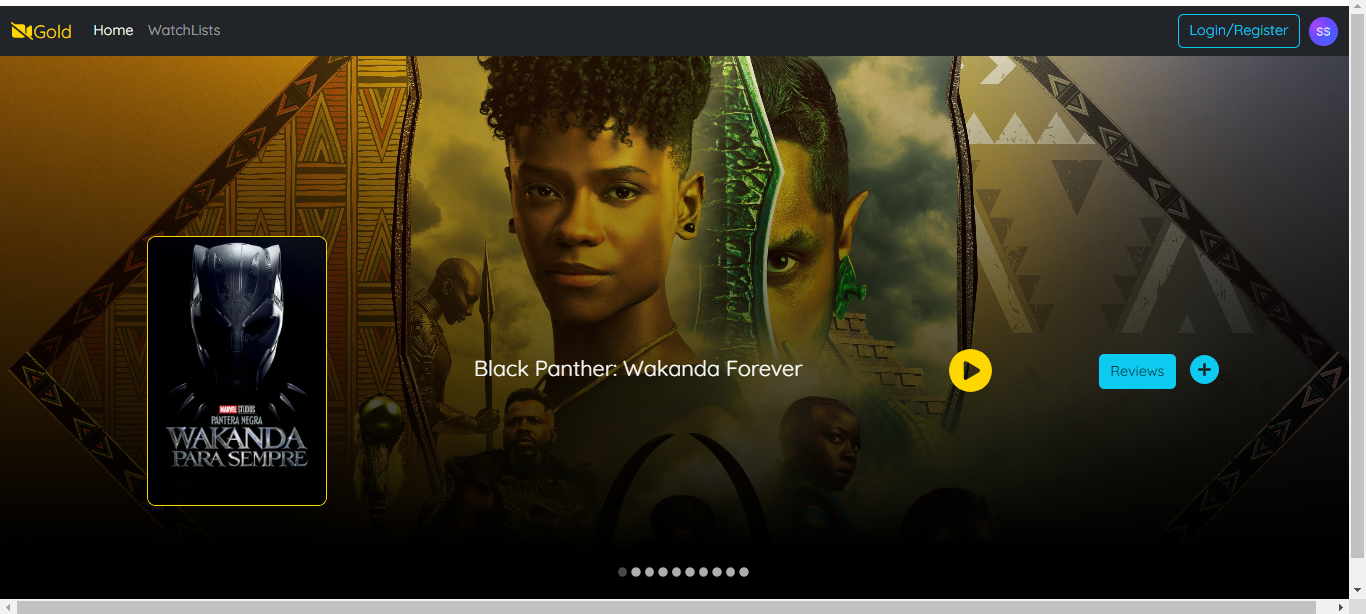 Gold
Home
WatchLists
Login/Register
SS
MARVEL STUDIOS
PANTERA NEGRA
WAKANDA
PARA SEMPRE
Black Panther: Wakanda Forever
Reviews